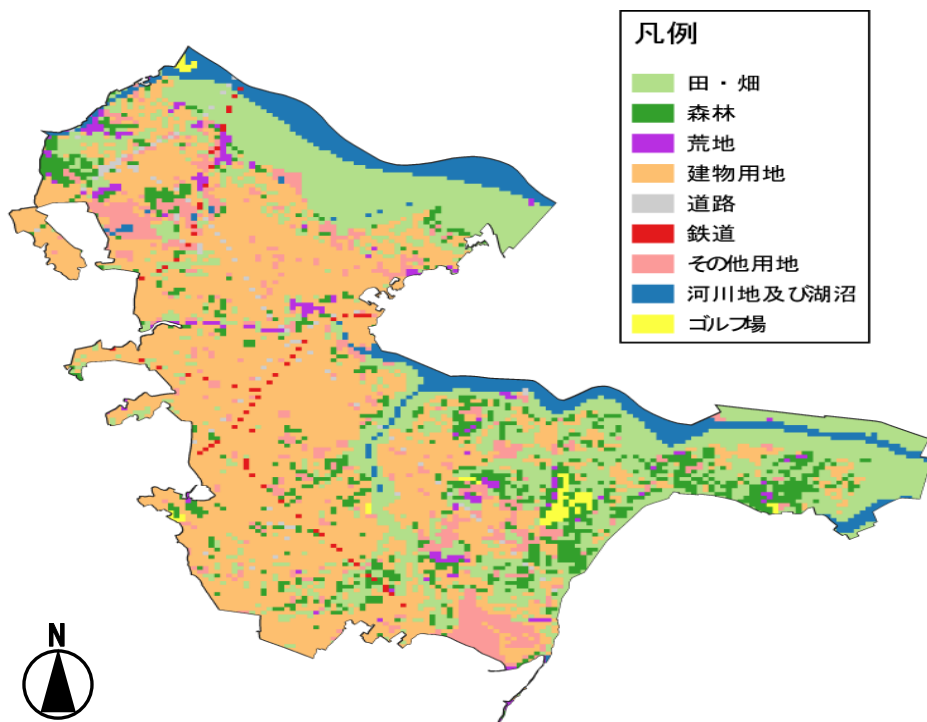 凡例
田・畑
森林
荒地
建物用地
道路
鉄道
その他用地
河川地及び湖沼
ゴルフ場
N